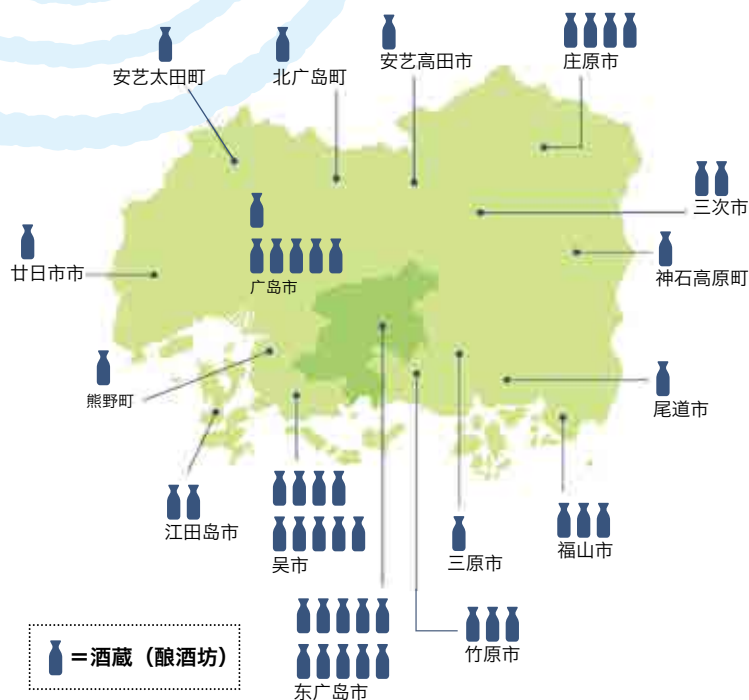 安艺太田町
北广岛町
安艺高田市
庄原市
三次市
廿日市市
广岛市
神石高原町
熊野町
尾道市
江田岛市
吴市
三原市
福山市
竹原市
东广岛市
=酒蔵（酿酒坊）